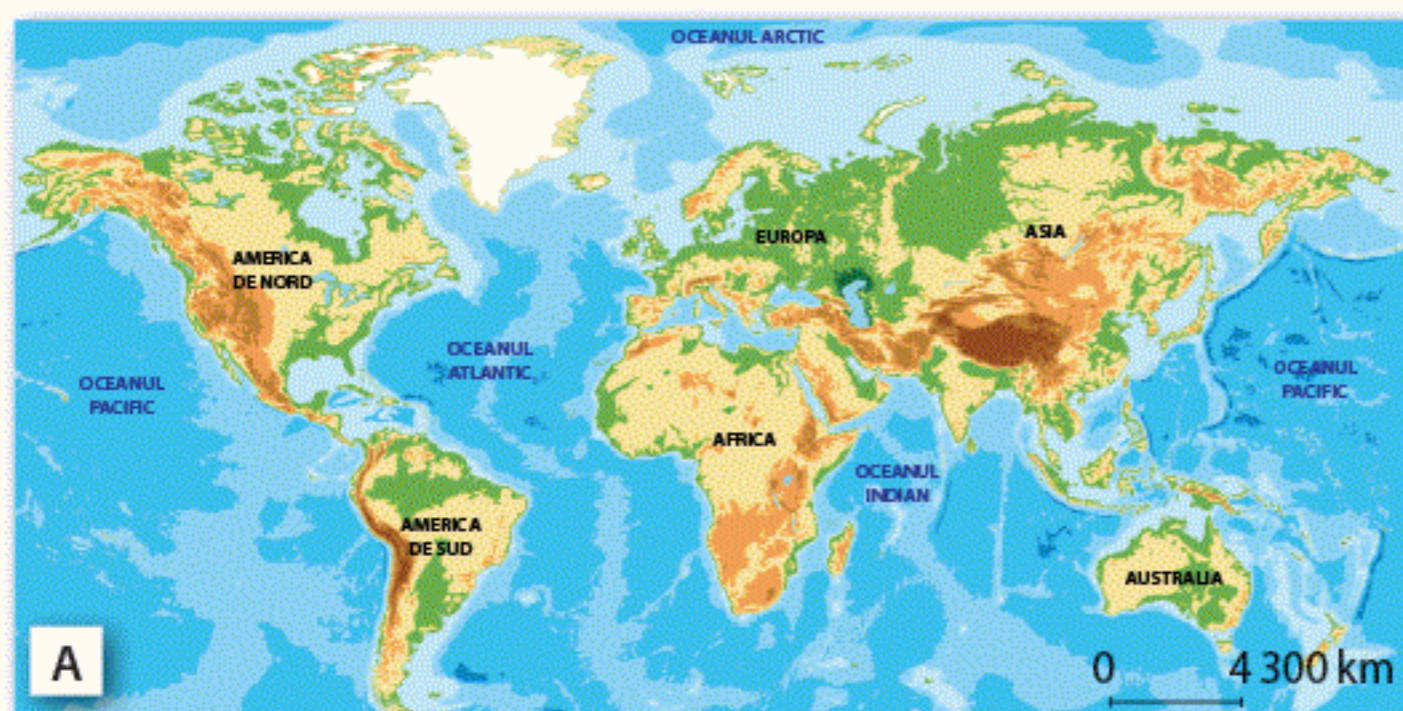 OCEANUL ARCTIC
EUROPA
ASIA
AMERICA
DE NORD
OCEANUL
ATLANTIC
OCEANUL
PACIFIC
OCEANUL
PACIFIC
AFRICA
OCEANUL
INDIAN
AMERICA
DE SUD
AUSTRALIA
A
0 4 300 km